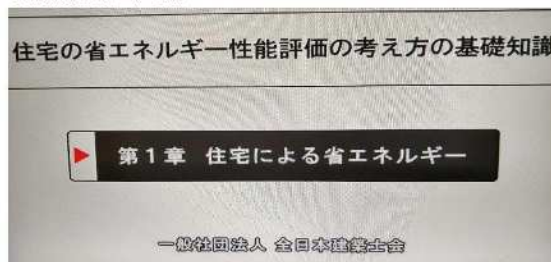 住宅の省エネルギー性能評価の考え方の基礎知識
第1章 住宅による省エネルギー
一般社団法人 全日本建築士会